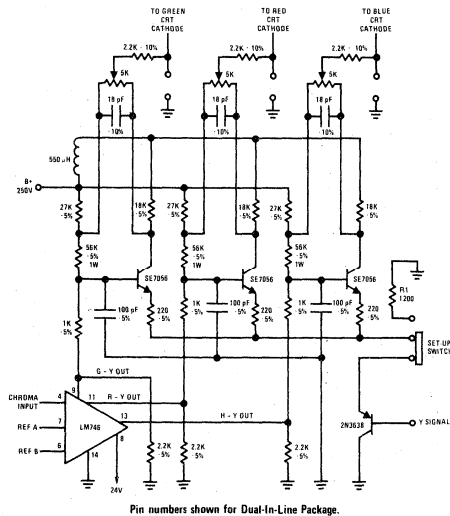 TO GREEN CRT CATHODE
TO RED CRT CATHODE
TO BLUE CRT CATHODE
2.2K · 10%
2.2K · 10%
2.2K · 10%
5K
5K
5K
18 pF
·10%
18 pF
·10%
18 pF
·10%
550 µH
B+
250V
27K
·5%
18K
·5%
27K
·5%
18K
·5%
27K
·5%
18K
·5%
56K
·5%
1W
SE7056
56K
·5%
1W
SE7056
56K
·5%
1W
SE7056
R1
1200
100 pF
·5%
220
·5%
1K
·5%
100 pF
·5%
220
·5%
1K
·5%
100 pF
·5%
220
·5%
1K
·5%
SET-UP
SWITCH
G - Y OUT
9
11
R - Y OUT
CHROMA
INPUT
4
13
H - Y OUT
REF A
7
LM746
8
REF B
6
14
24V
2N3638
Y SIGNAL
2.2K
·5%
2.2K
·5%
2.2K
·5%
Pin numbers shown for Dual-In-Line Package.